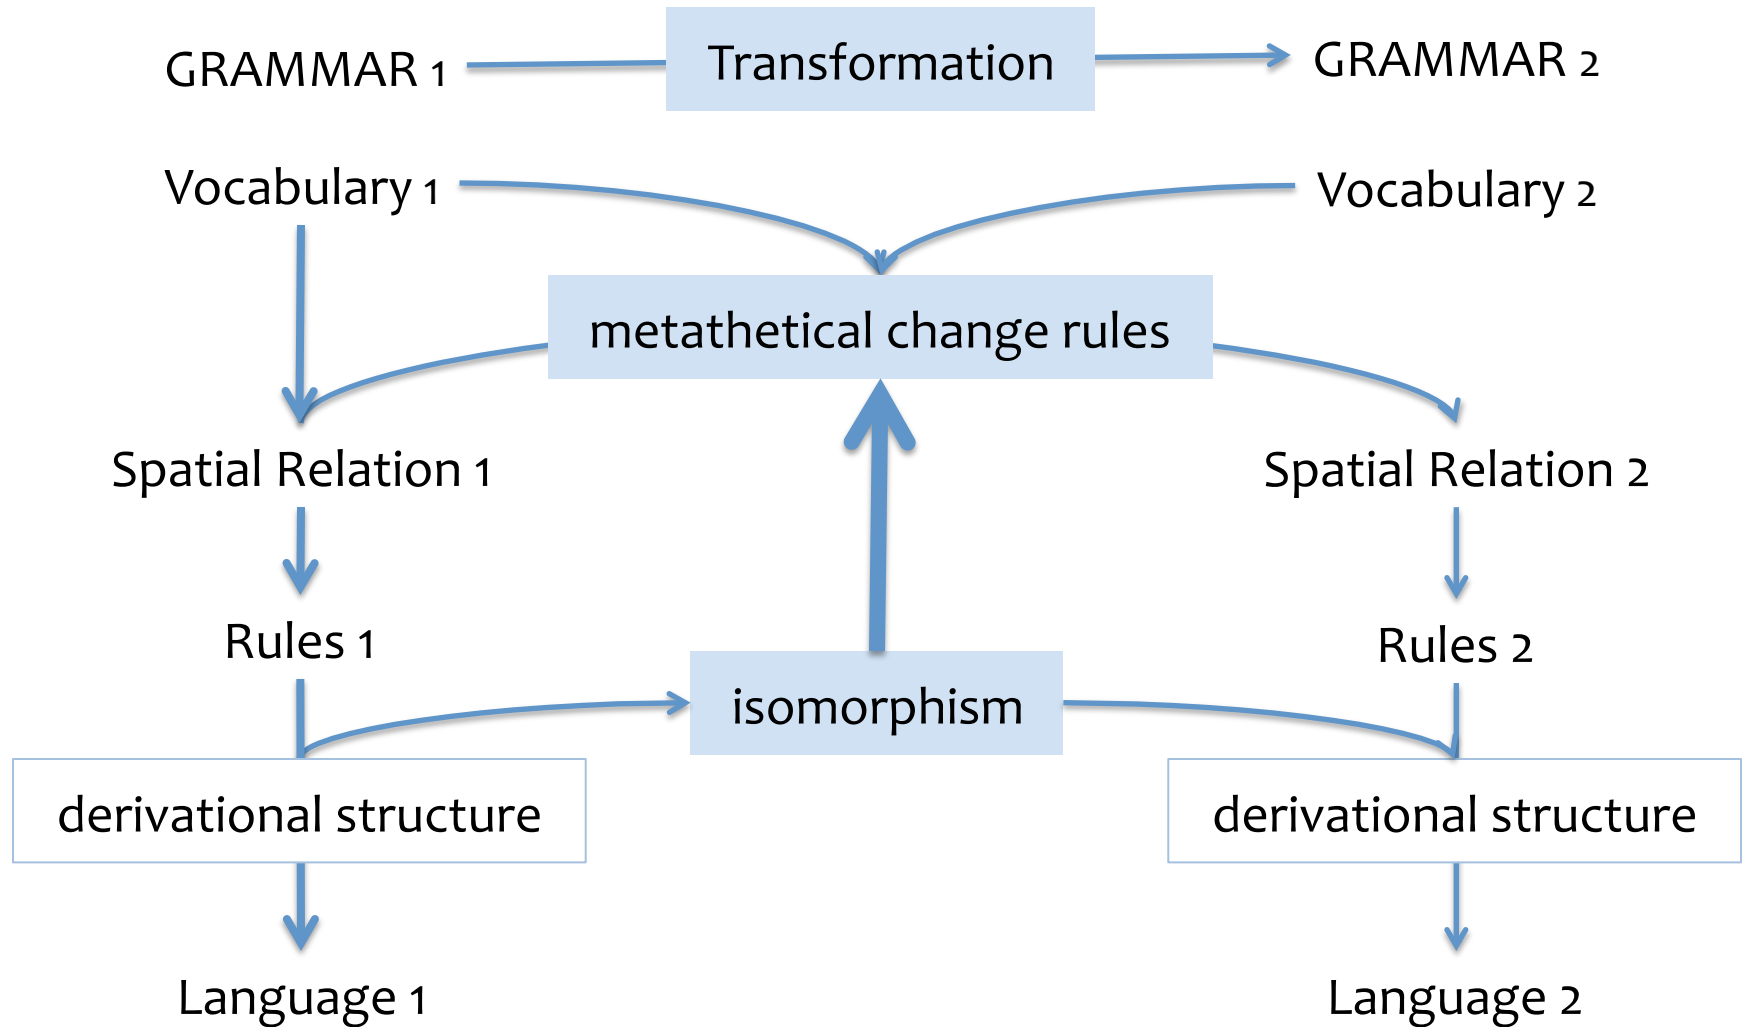 GRAMMAR 1
Transformation
GRAMMAR 2
Vocabulary 1
Vocabulary 2
metathetical change rules
Spatial Relation 1
Spatial Relation 2
Rules 1
Rules 2
isomorphism
derivational structure
derivational structure
Language 1
Language 2